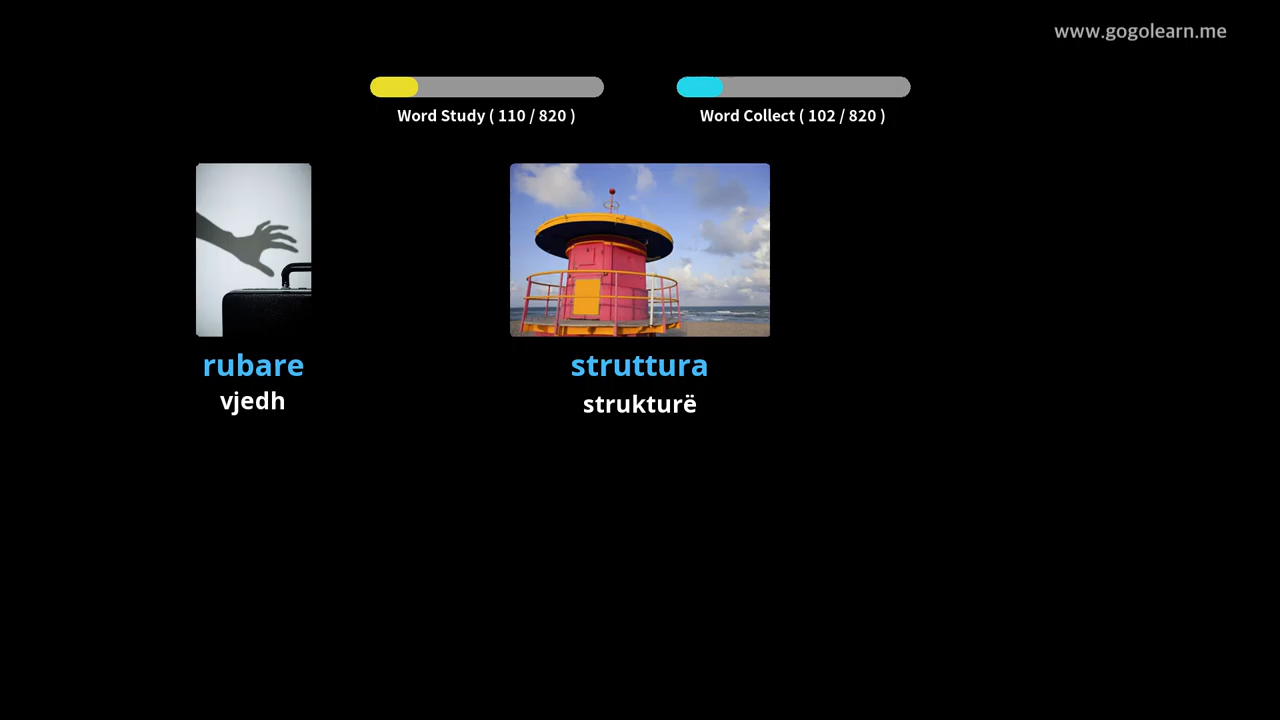 www.gogolearn.me
Word Study ( 110 / 820 )
Word Collect ( 102 / 820 )
rubare
vjedh
struttura
strukturë